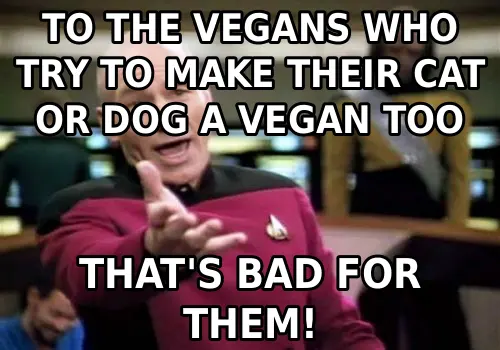 TO THE VEGANS WHO
TRY TO MAKE THEIR CAT
OR DOG A VEGAN TOO
THAT'S BAD FOR
THEM!